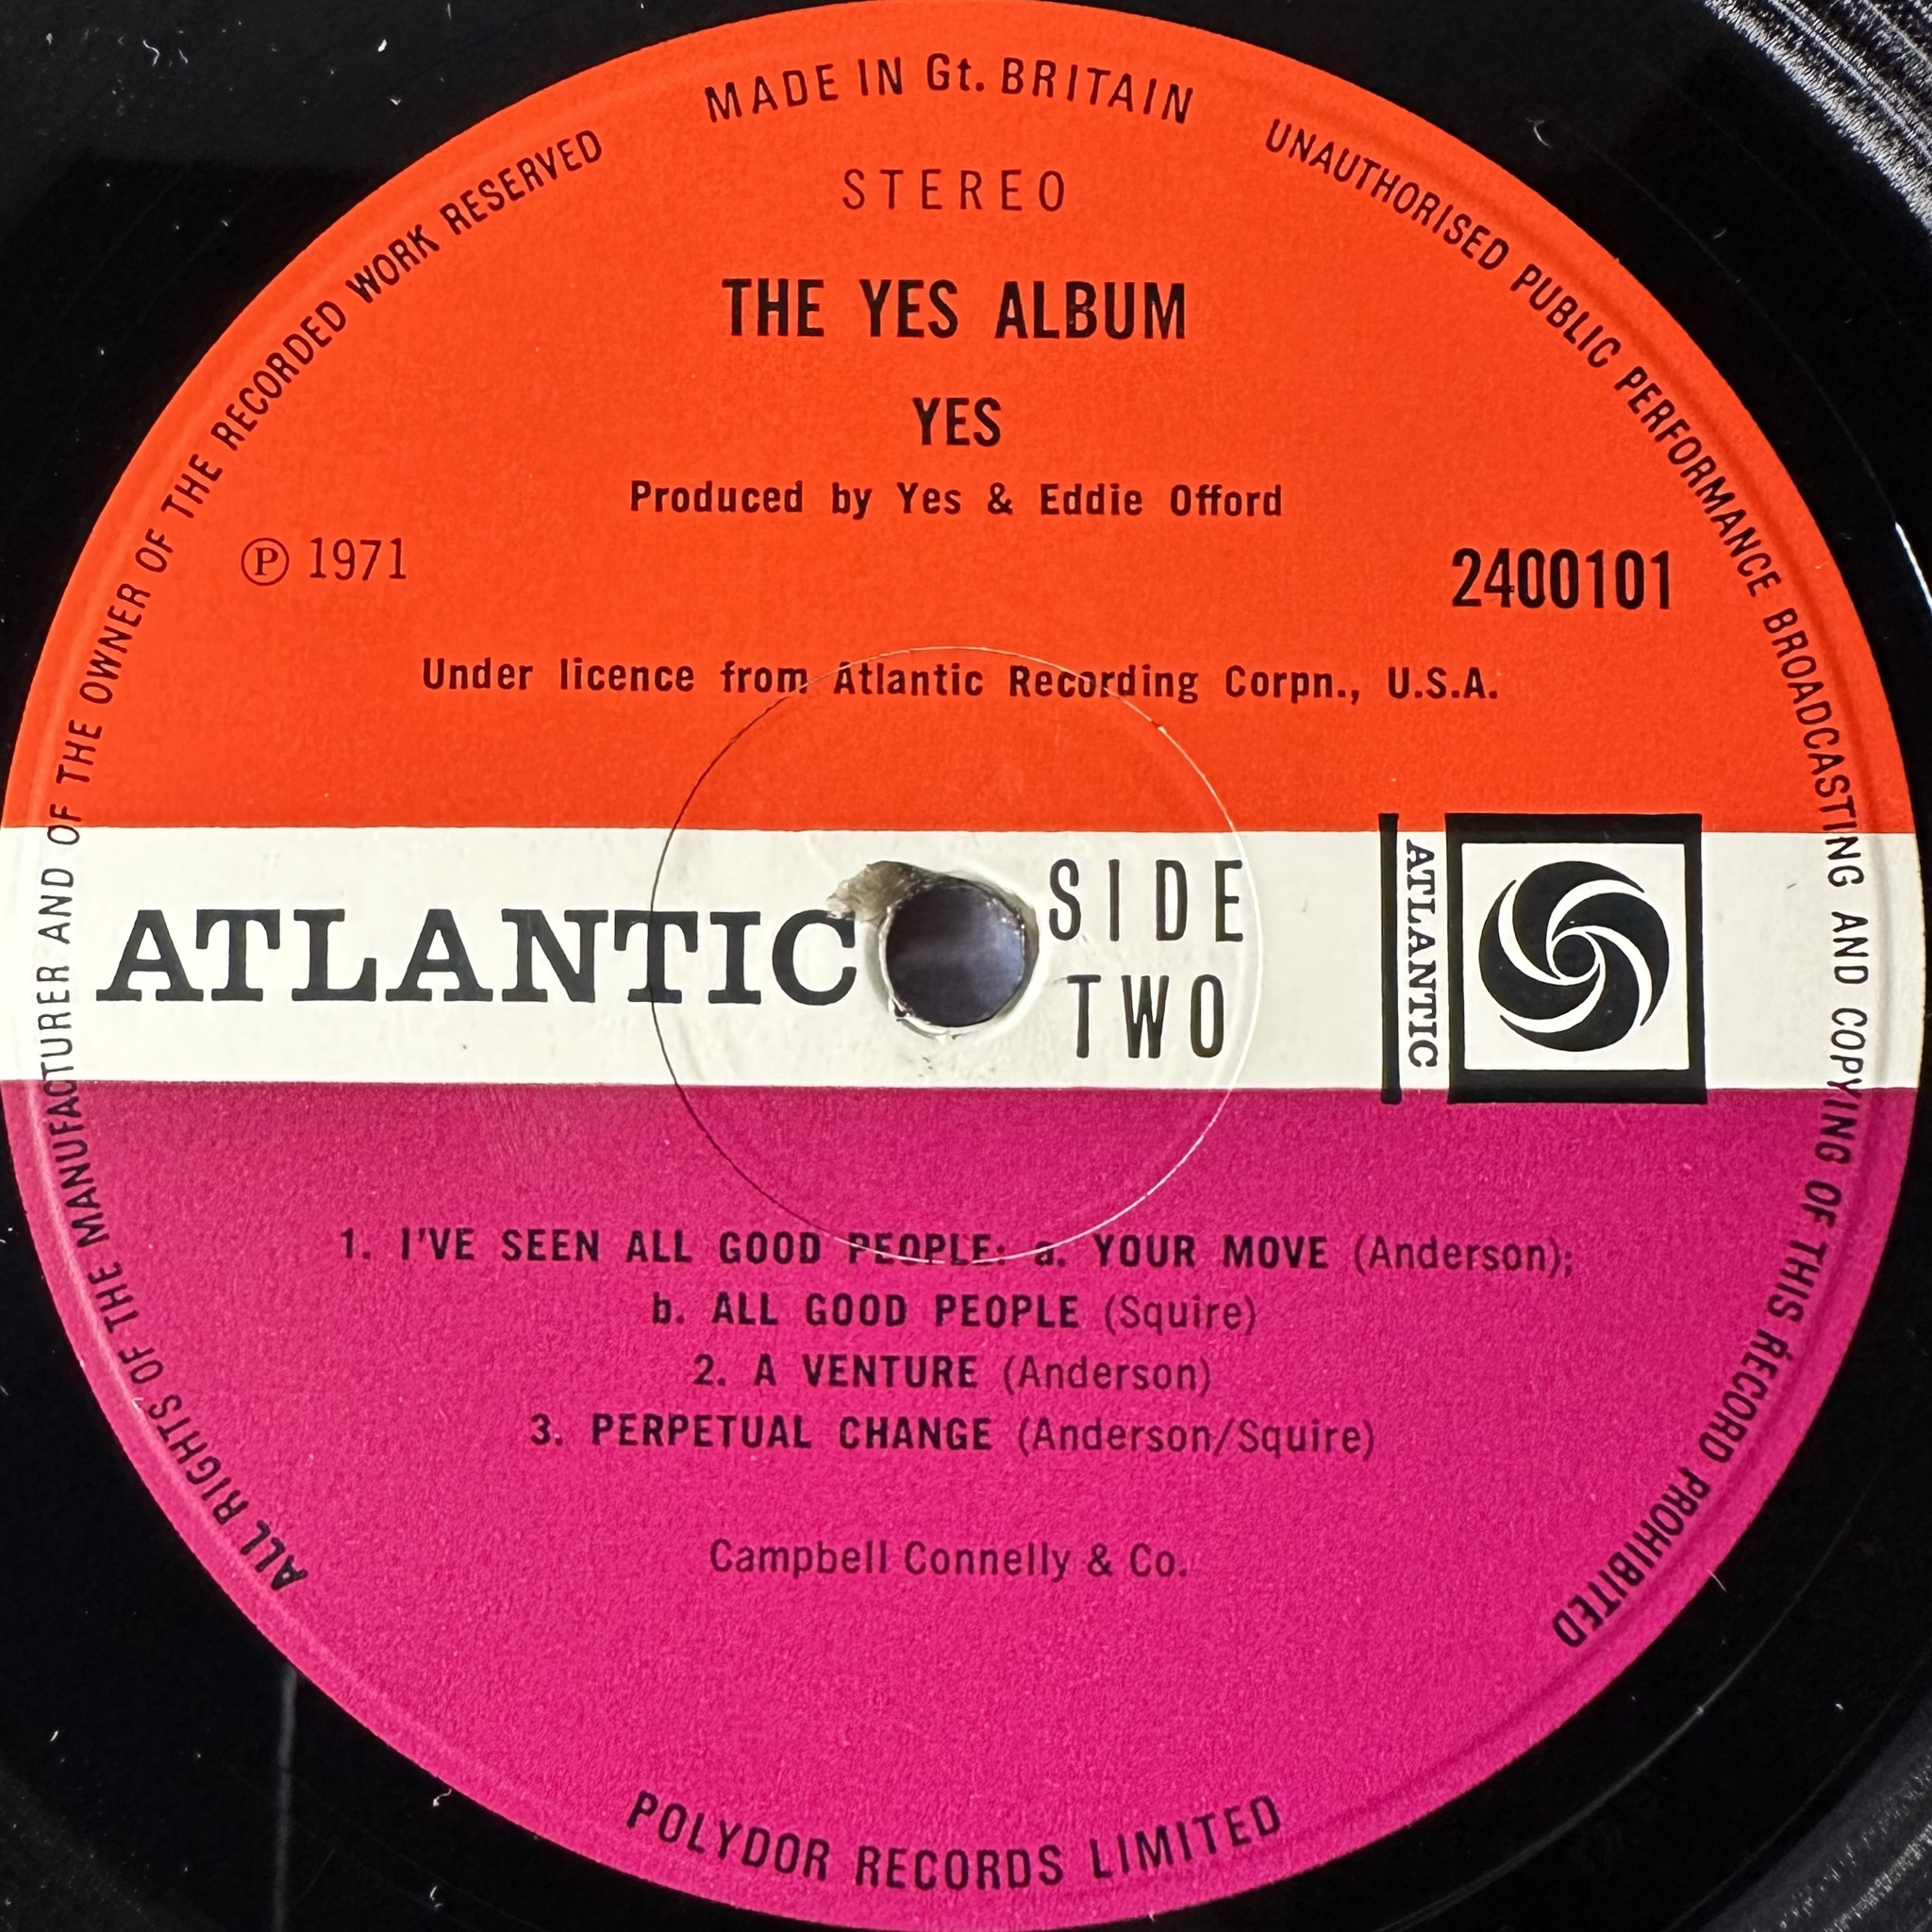 MADE IN Gt. BRITAIN
ALL RIGHTS OF THE MANUFACTURER AND OF THE OWNER OF THE RECORDED WORK RESERVED
UNAUTHORISED PUBLIC PERFORMANCE BROADCASTING AND COPYING OF THIS RECORD PROHIBITED
STEREO
THE YES ALBUM
YES
Produced by Yes & Eddie Offord
℗ 1971
2400101
Under licence from Atlantic Recording Corpn., U.S.A.
ATLANTIC
SIDE
TWO
ATLANTIC
1. I'VE SEEN ALL GOOD PEOPLE: a. YOUR MOVE (Anderson);
b. ALL GOOD PEOPLE (Squire)
2. A VENTURE (Anderson)
3. PERPETUAL CHANGE (Anderson/Squire)
Campbell Connelly & Co.
POLYDOR RECORDS LIMITED